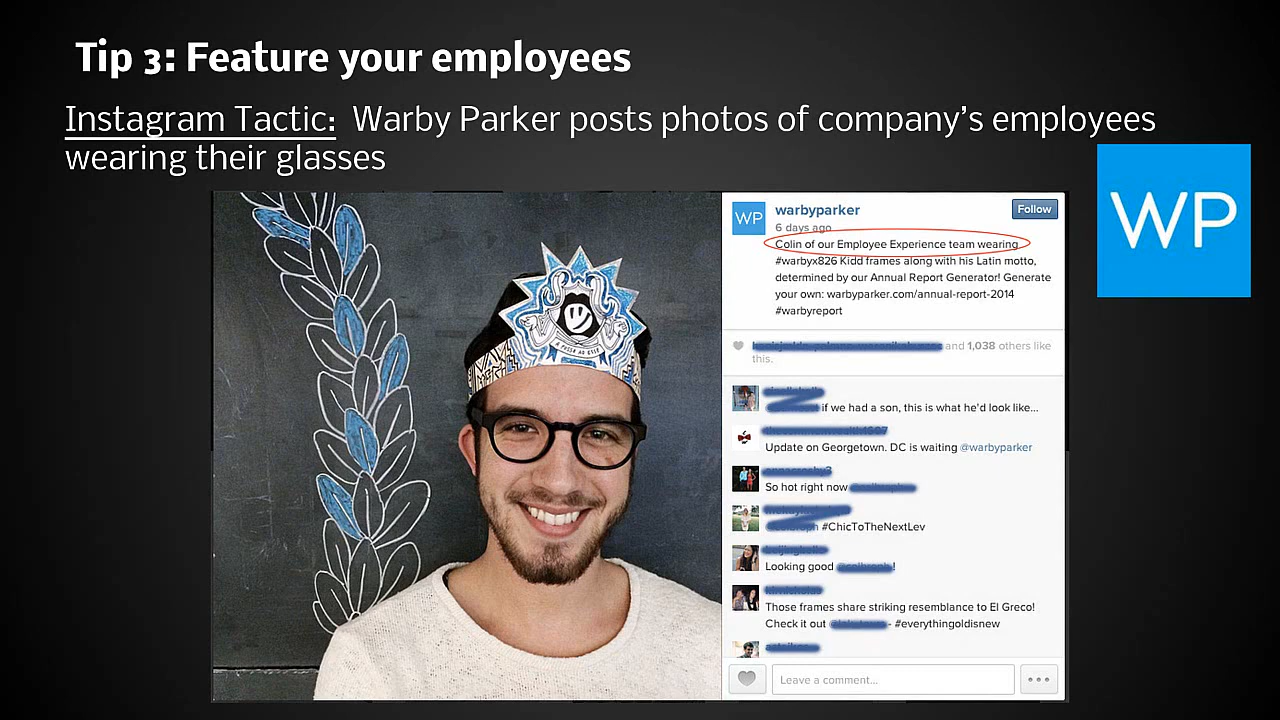 Tip 3: Feature your employees
Instagram Tactic: Warby Parker posts photos of company's employees
wearing their glasses
WP
WP
warbyparker
Follow
6 days ago
Colin of our Employee Experience team wearing
#warbyx826 Kidd frames along with his Latin motto,
determined by our Annual Report Generator! Generate
your own: warbyparker.com/annual-report-2014
#warbyreport
and 1,038 others like
this.
if we had a son, this is what he'd look like...
Update on Georgetown. DC is waiting @warbyparker
So hot right now
#ChicToTheNextLev
Looking good !
Those frames share striking resemblance to El Greco!
Check it out - #everythingoldisnew
Leave a comment...